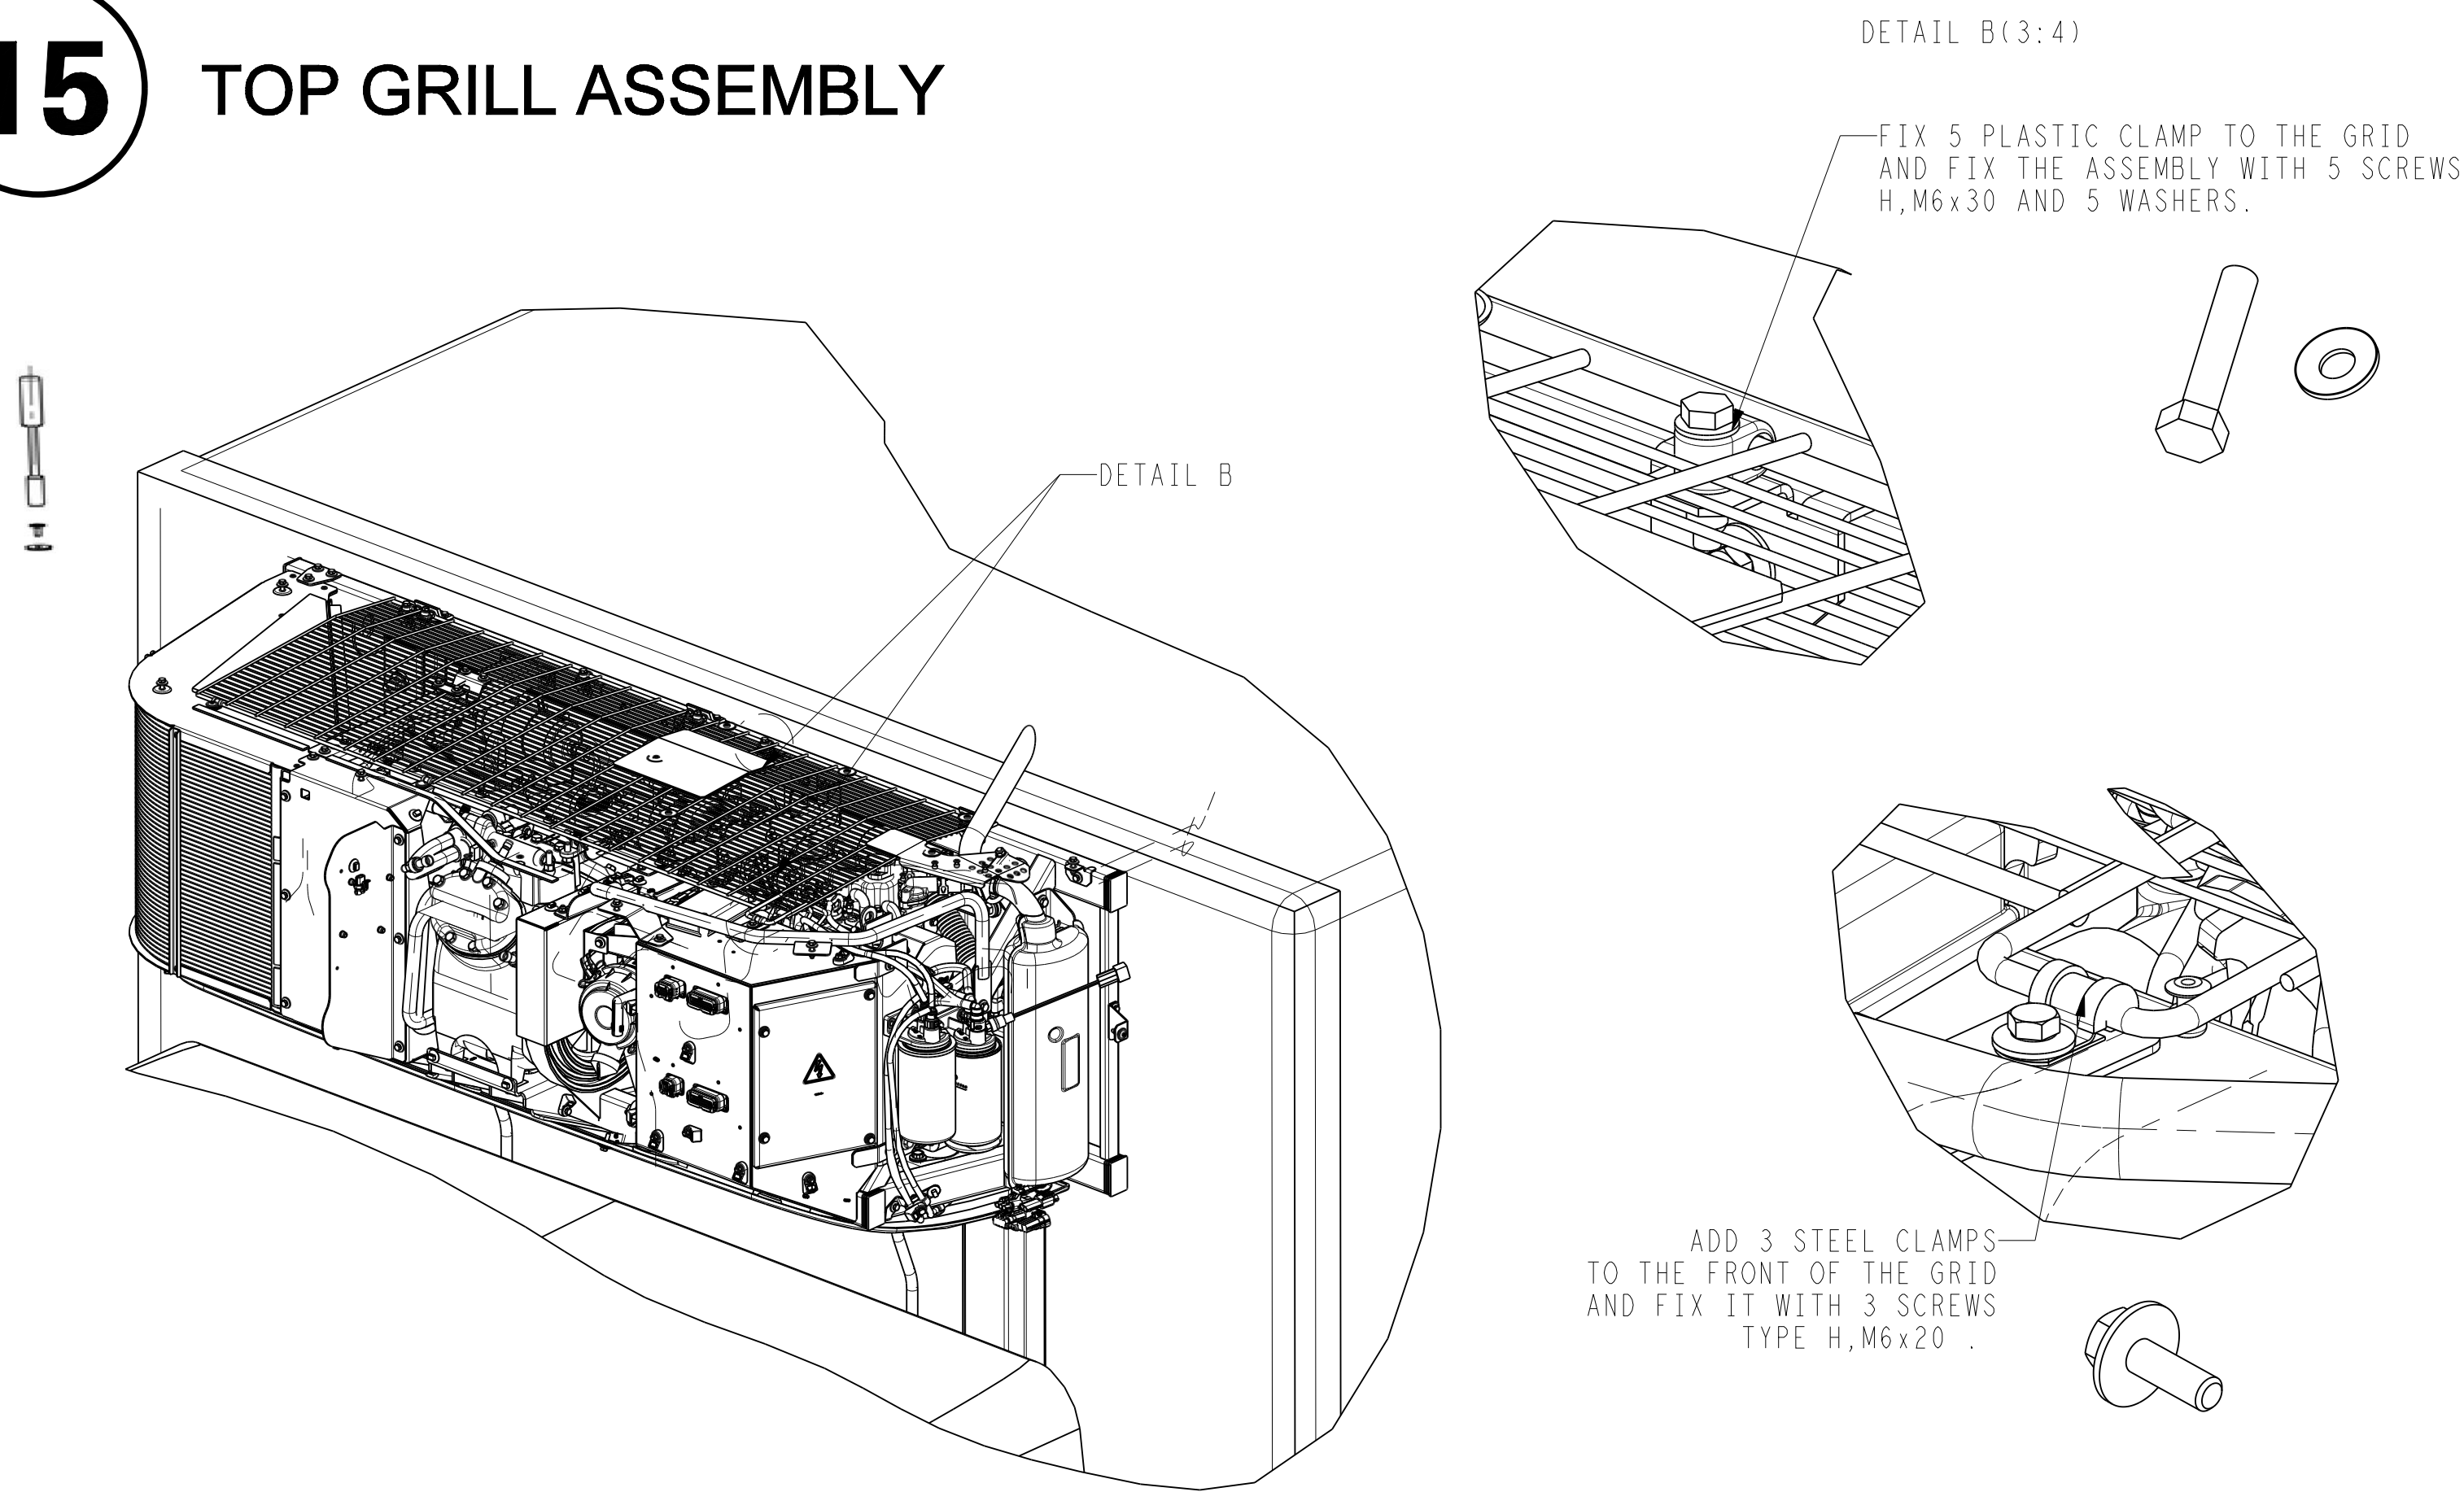 15
TOP GRILL ASSEMBLY
DETAIL B(3:4)
FIX 5 PLASTIC CLAMP TO THE GRID
AND FIX THE ASSEMBLY WITH 5 SCREWS
H,M6x30 AND 5 WASHERS.
DETAIL B
ADD 3 STEEL CLAMPS
TO THE FRONT OF THE GRID
AND FIX IT WITH 3 SCREWS
TYPE H,M6x20 .